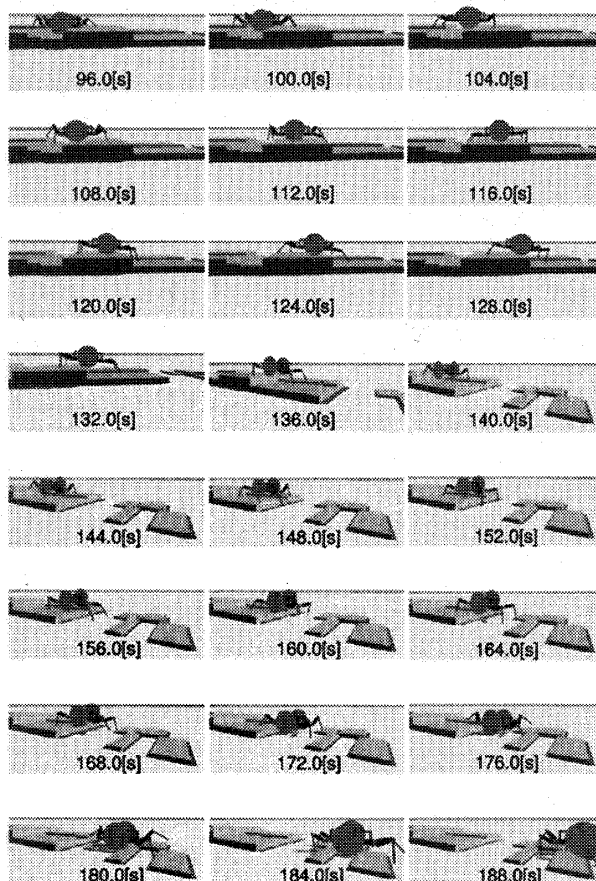 96.0[s] 100.0[s] 104.0[s]
108.0[s] 112.0[s] 116.0[s]
120.0[s] 124.0[s] 128.0[s]
132.0[s] 136.0[s] 140.0[s]
144.0[s] 148.0[s] 152.0[s]
156.0[s] 160.0[s] 164.0[s]
168.0[s] 172.0[s] 176.0[s]
180.0[s] 184.0[s] 188.0[s]